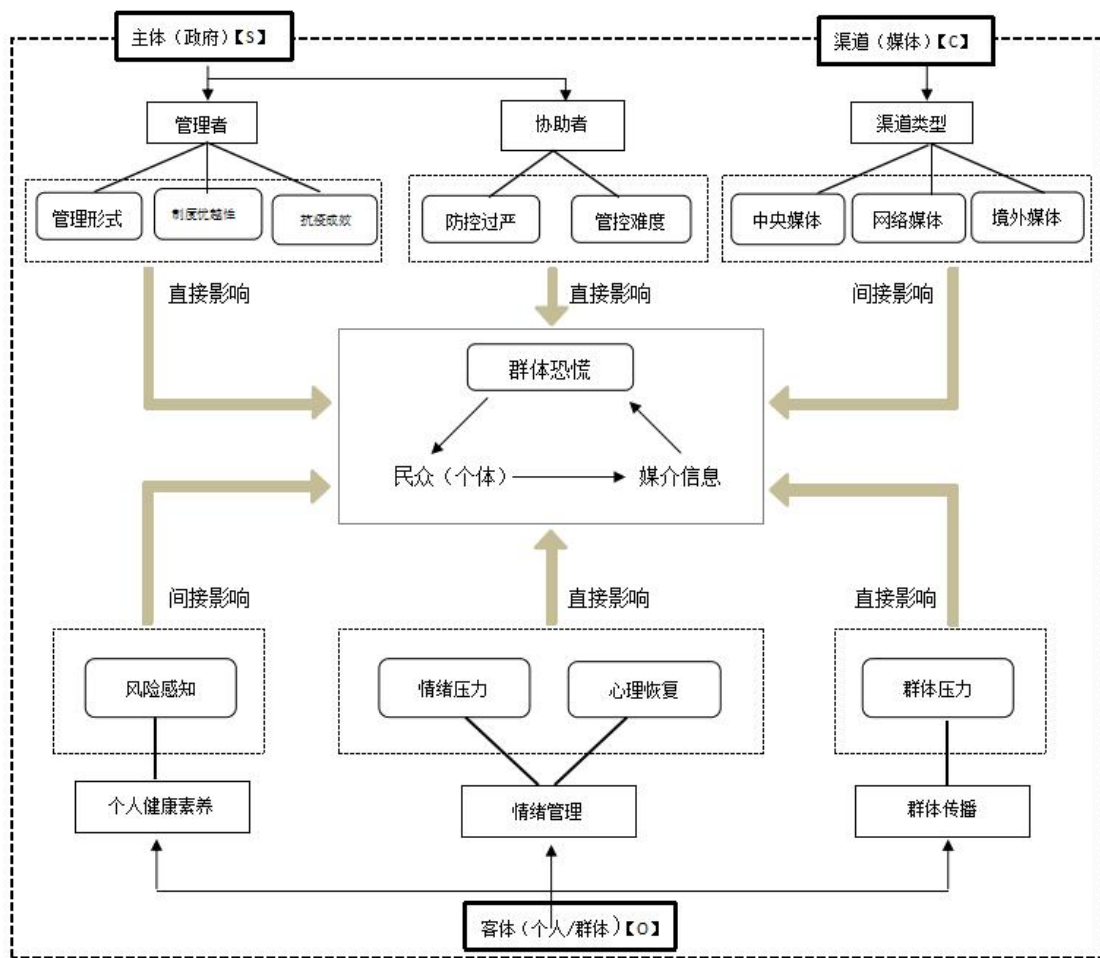 主体（政府）【S】
渠道（媒体）【C】
管理者
协助者
渠道类型
管理形式
制度优越性
抗疫成效
防控过严
管控难度
中央媒体
网络媒体
境外媒体
直接影响
直接影响
间接影响
群体恐慌
民众（个体）
媒介信息
间接影响
直接影响
直接影响
风险感知
情绪压力
心理恢复
群体压力
个人健康素养
情绪管理
群体传播
客体（个人/群体）【O】